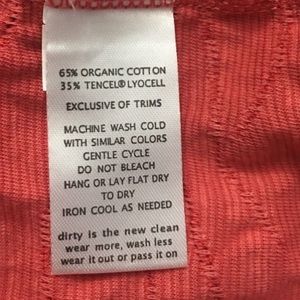 65% ORGANIC COTTON
35% TENCEL® LYOCELL
EXCLUSIVE OF TRIMS
MACHINE WASH COLD
WITH SIMILAR COLORS
GENTLE CYCLE
DO NOT BLEACH
HANG OR LAY FLAT DRY
TO DRY
IRON COOL AS NEEDED
dirty is the new clean
wear more, wash less
wear it out or pass it on